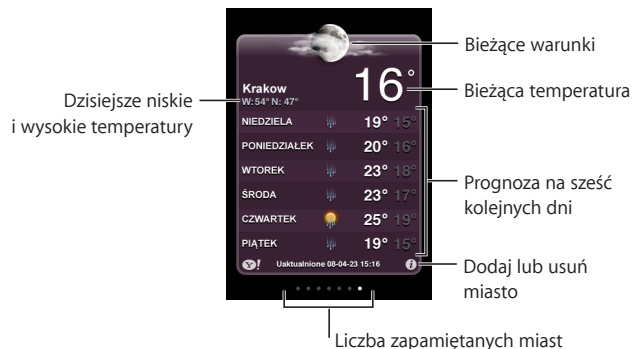 Bieżące warunki
16°
Krakow
W: 54° N: 47°
Bieżąca temperatura
Dzisiejsze niskie
i wysokie temperatury
NIEDZIELA 19° 15°
PONIEDZIAŁEK 20° 16°
WTOREK 23° 18°
ŚRODA 23° 17°
CZWARTEK 25° 19°
PIĄTEK 19° 15°
Prognoza na sześć
kolejnych dni
Y! Uaktualnione 08-04-23 15:16 i
Dodaj lub usuń
miasto
Liczba zapamiętanych miast